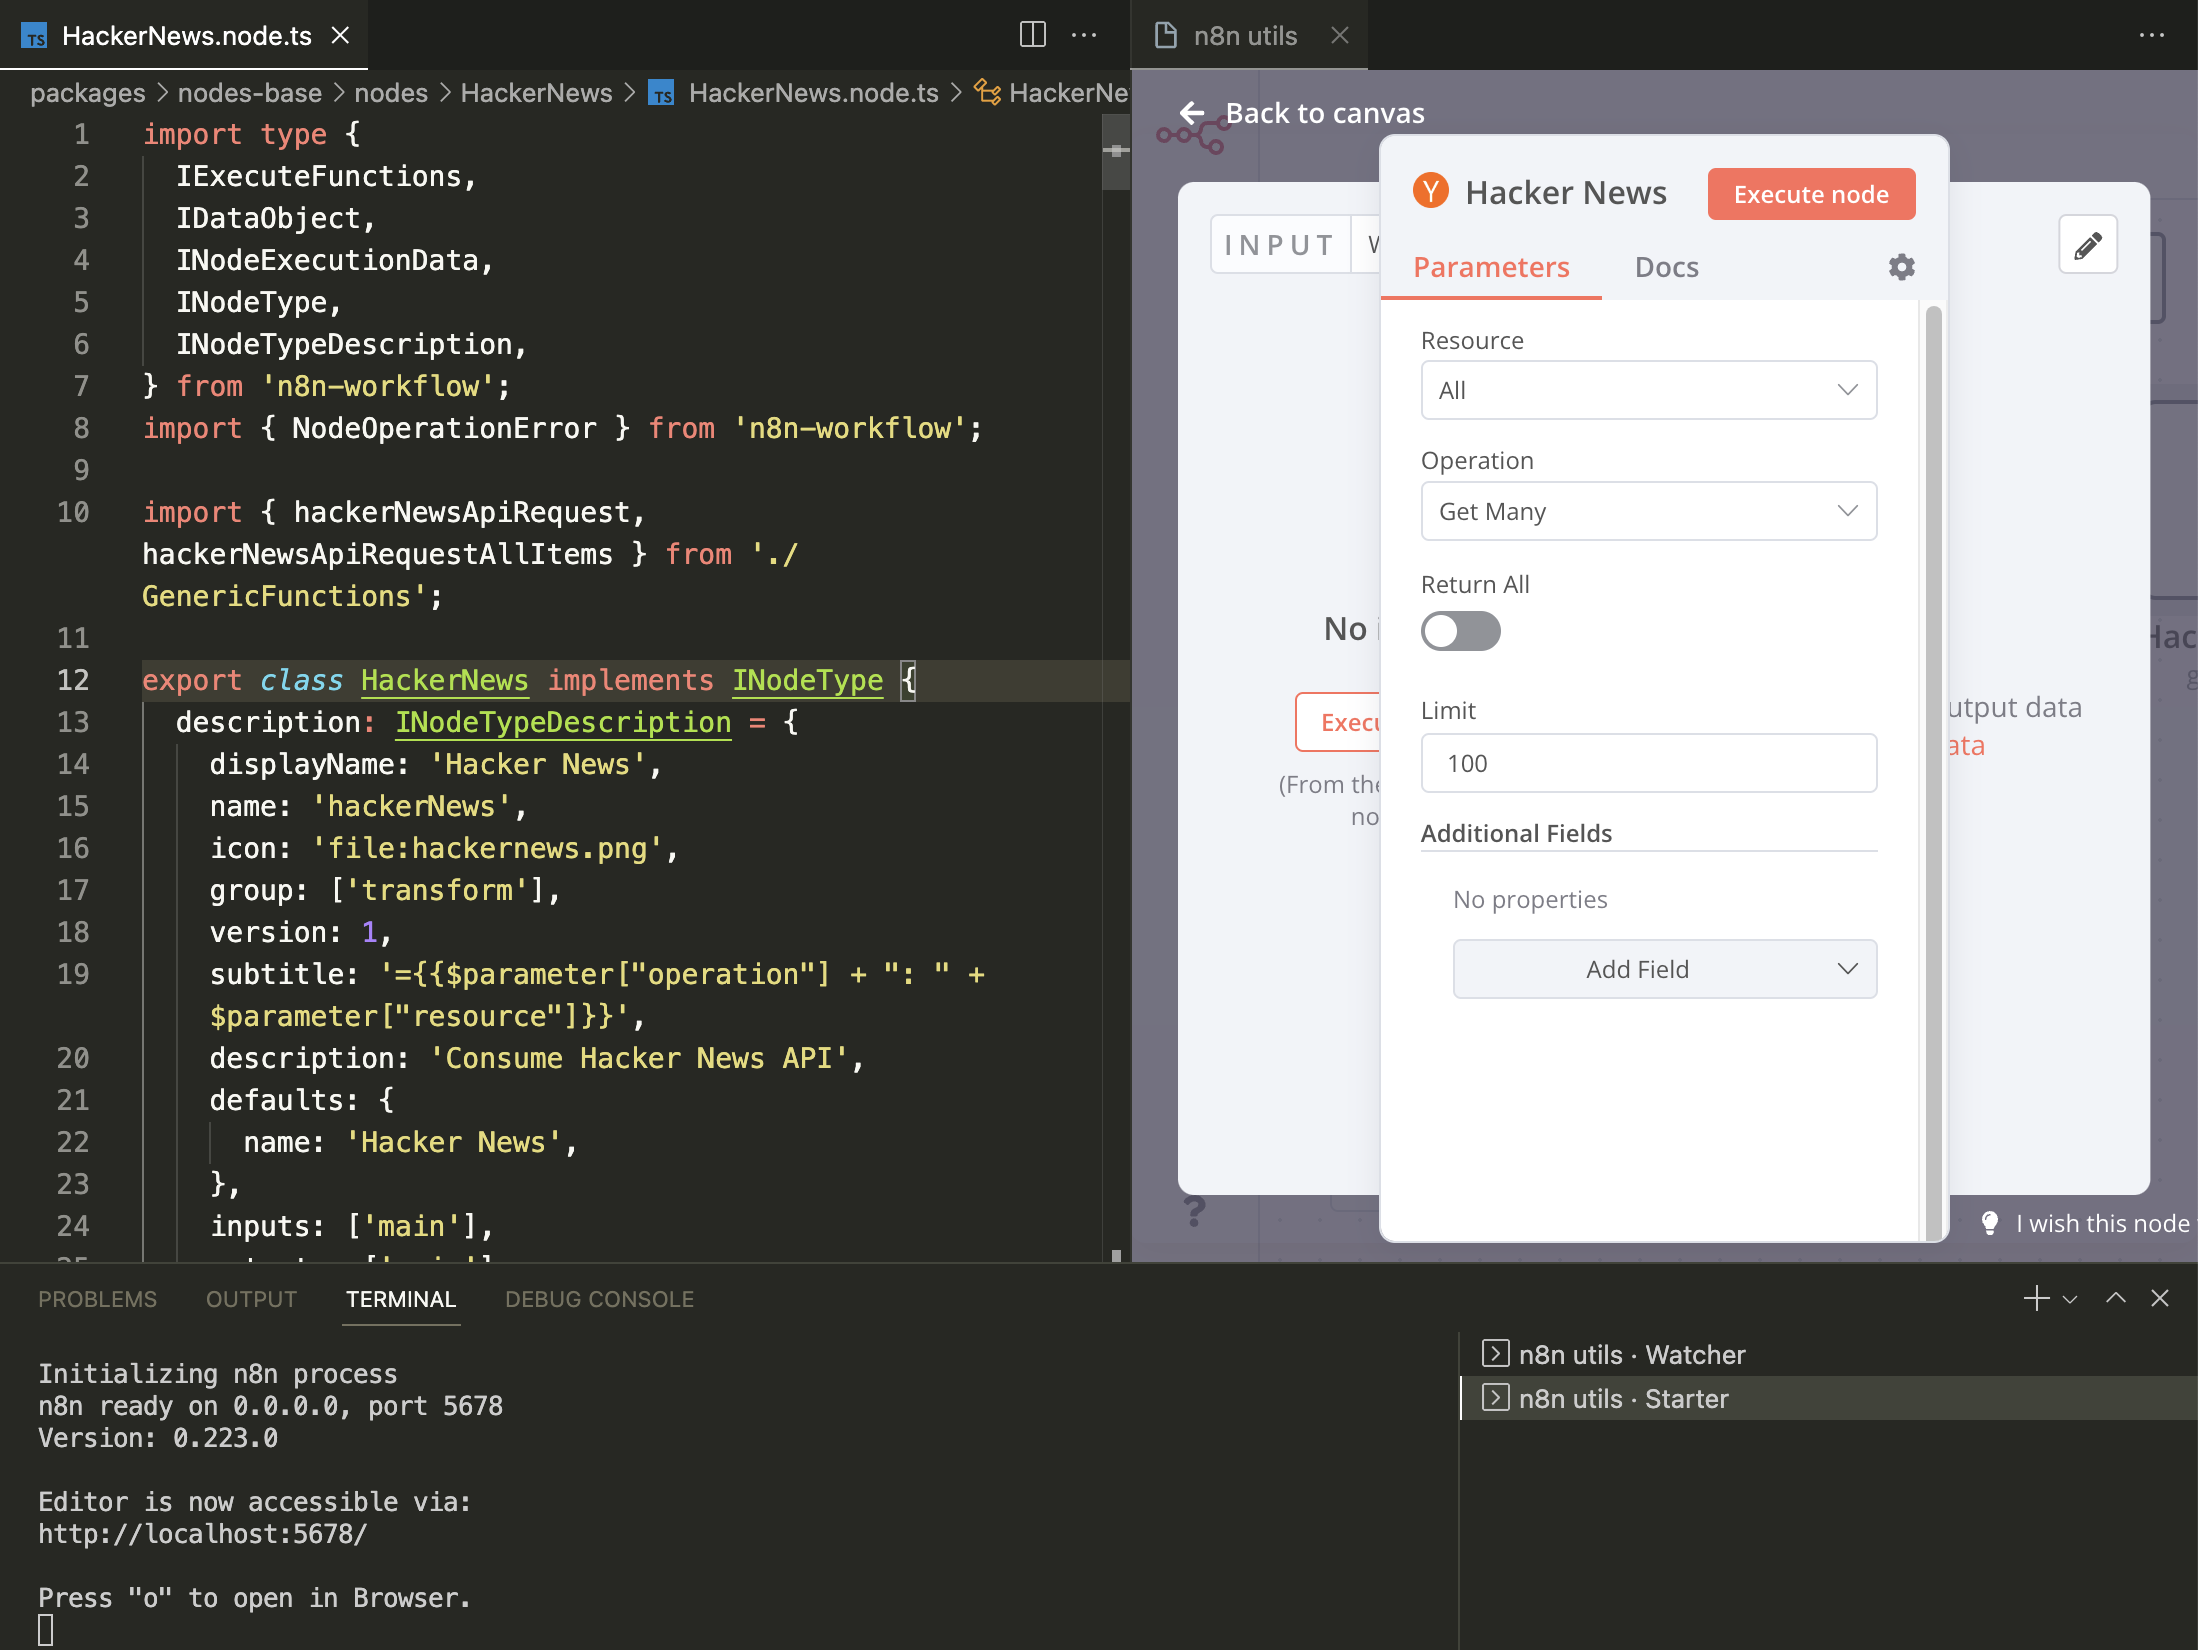 HackerNews.node.ts
packages > nodes-base > nodes > HackerNews > TS HackerNews.node.ts > HackerNe
1 import type {
2 IExecuteFunctions,
3 IDataObject,
4 INodeExecutionData,
5 INodeType,
6 INodeTypeDescription,
7 } from 'n8n-workflow';
8 import { NodeOperationError } from 'n8n-workflow';
9
10 import { hackerNewsApiRequest,
hackerNewsApiRequestAllItems } from './
GenericFunctions';
11
12 export class HackerNews implements INodeType {
13 description: INodeTypeDescription = {
14 displayName: 'Hacker News',
15 name: 'hackerNews',
16 icon: 'file:hackernews.png',
17 group: ['transform'],
18 version: 1,
19 subtitle: '={{$parameter["operation"] + ": " +
$parameter["resource"]}}',
20 description: 'Consume Hacker News API',
21 defaults: {
22 name: 'Hacker News',
23 },
24 inputs: ['main'],
n8n utils
Back to canvas
Y Hacker News
Execute node
INPUT
Parameters
Docs
Resource
All
Operation
Get Many
Return All
Limit
100
Additional Fields
No properties
Add Field
No
Execu
(From the
no
utput data
ata
Hac
g
?
I wish this node
PROBLEMS OUTPUT TERMINAL DEBUG CONSOLE
Initializing n8n process
n8n ready on 0.0.0.0, port 5678
Version: 0.223.0
Editor is now accessible via:
http://localhost:5678/
Press "o" to open in Browser.
n8n utils · Watcher
n8n utils · Starter